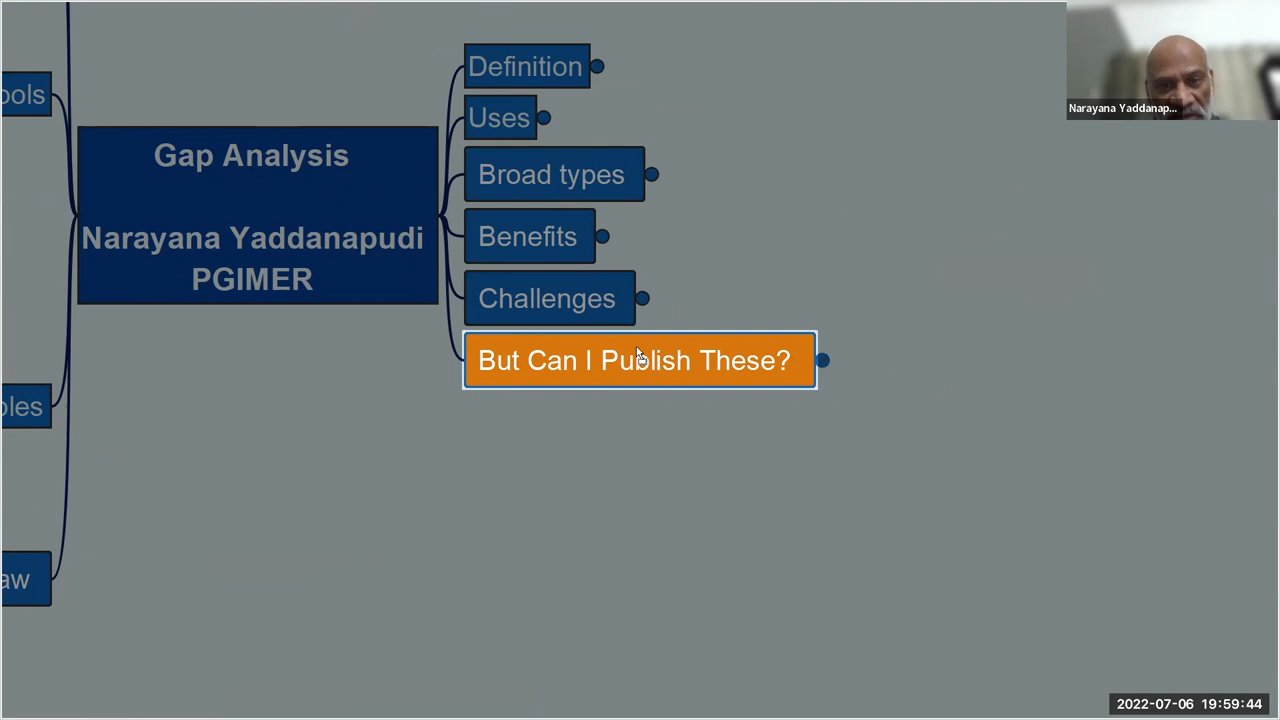 Definition
Uses
Broad types
Benefits
Challenges
But Can I Publish These?
Gap Analysis
Narayana Yaddanapudi
PGIMER
ools
oles
aw
Narayana Yaddanap...
2022-07-06 19:59:44